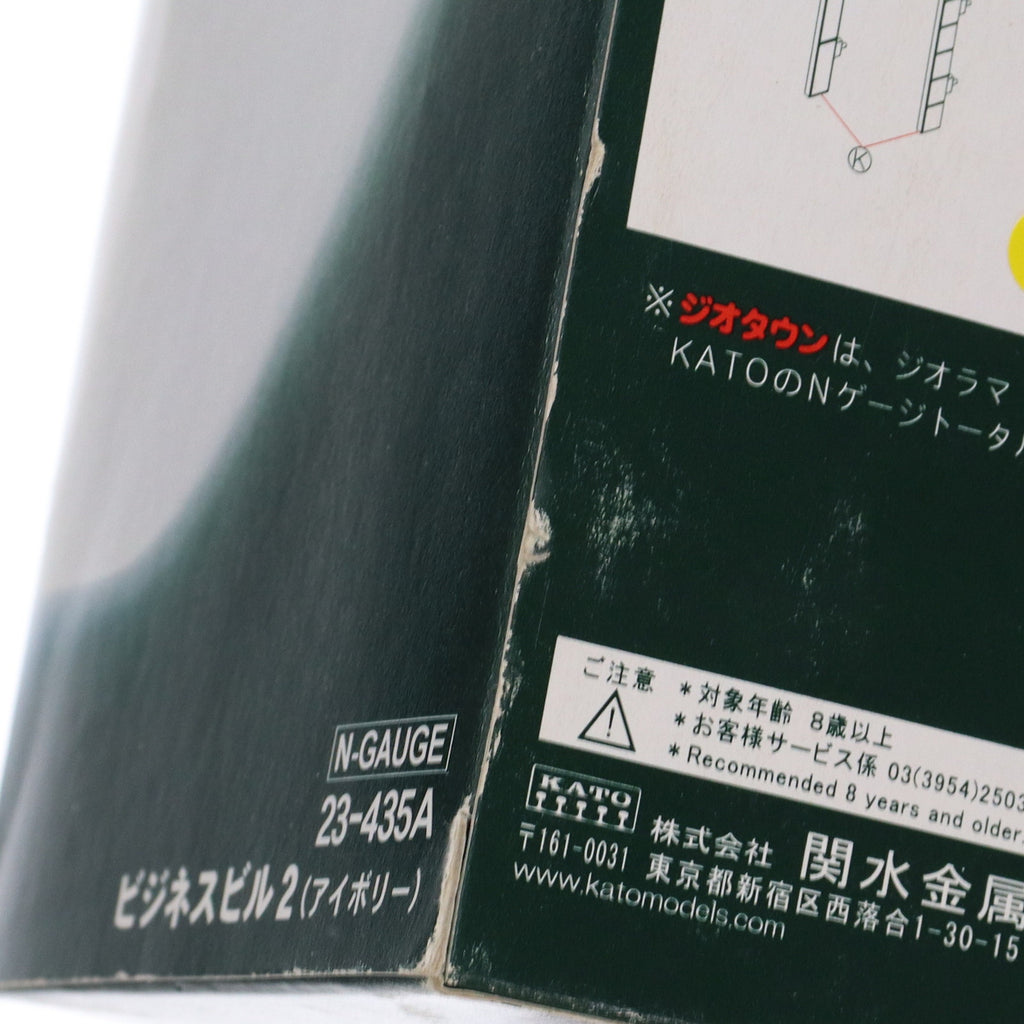 N-GAUGE
23-435A
ビジネスビル2(アイボリー)
K
※ジオタウンは、ジオラマ
KATOのNゲージトータル
ご注意
＊対象年齢 8歳以上
＊お客様サービス係 03(3954)2503
＊Recommended 8 years and older
KATO
株式会社 関水金属
〒161-0031 東京都新宿区西落合1-30-15
www.katomodels.com